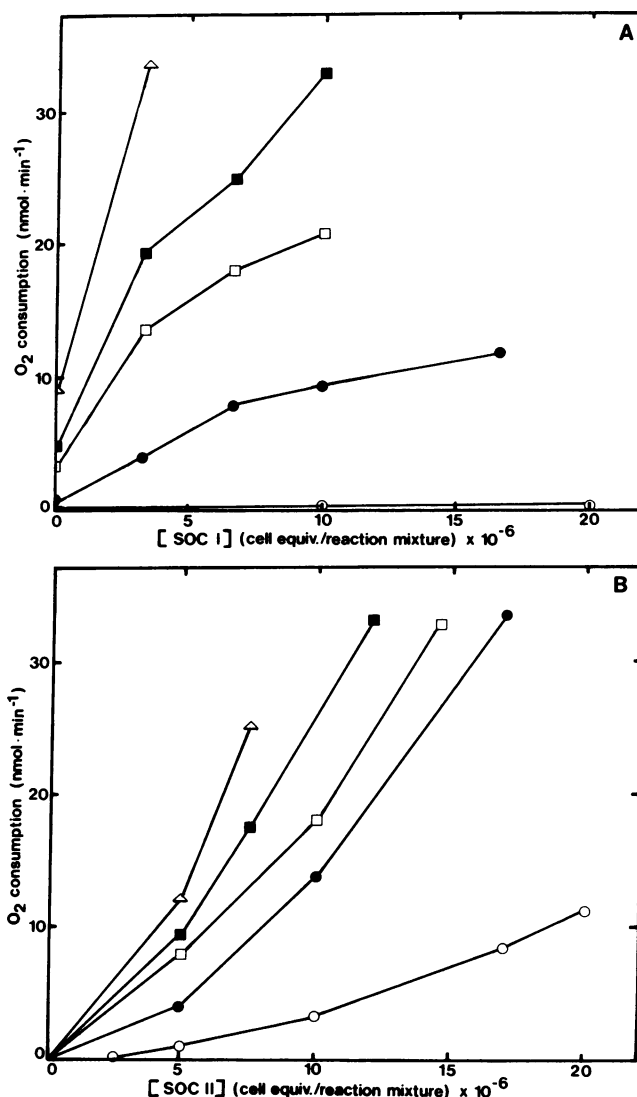 A
30
20
10
0
O2 consumption (nmol·min⁻¹)
0 5 10 15 20
[ SOC I ] (cell equiv./reaction mixture) x 10⁻⁶
B
30
20
10
0
O2 consumption (nmol·min⁻¹)
0 5 10 15 20
[ SOC II ] (cell equiv./reaction mixture) x 10⁻⁶